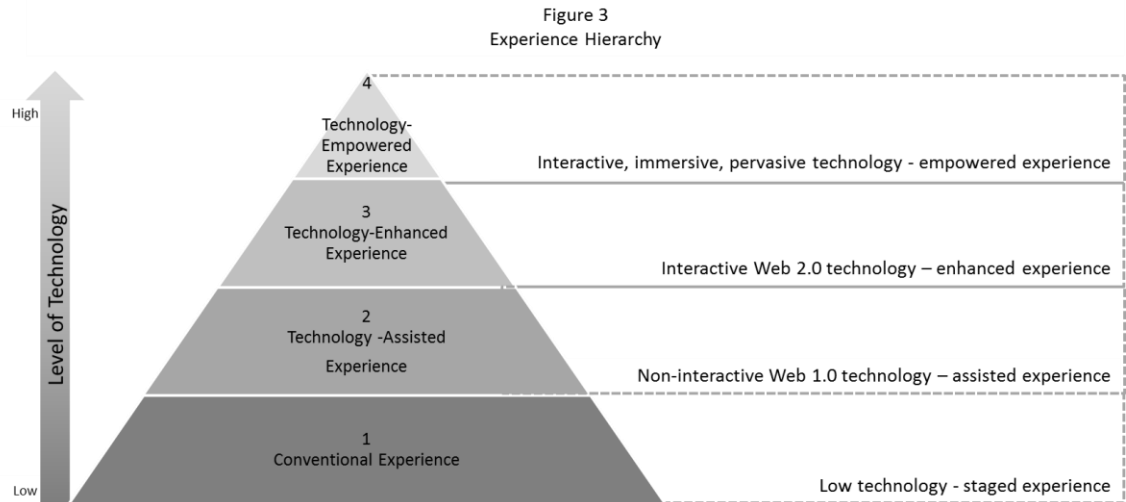 Figure 3
Experience Hierarchy
High
Level of Technology
Low
4
Technology-
Empowered
Experience
Interactive, immersive, pervasive technology - empowered experience
3
Technology-Enhanced
Experience
Interactive Web 2.0 technology – enhanced experience
2
Technology -Assisted
Experience
Non-interactive Web 1.0 technology – assisted experience
1
Conventional Experience
Low technology - staged experience